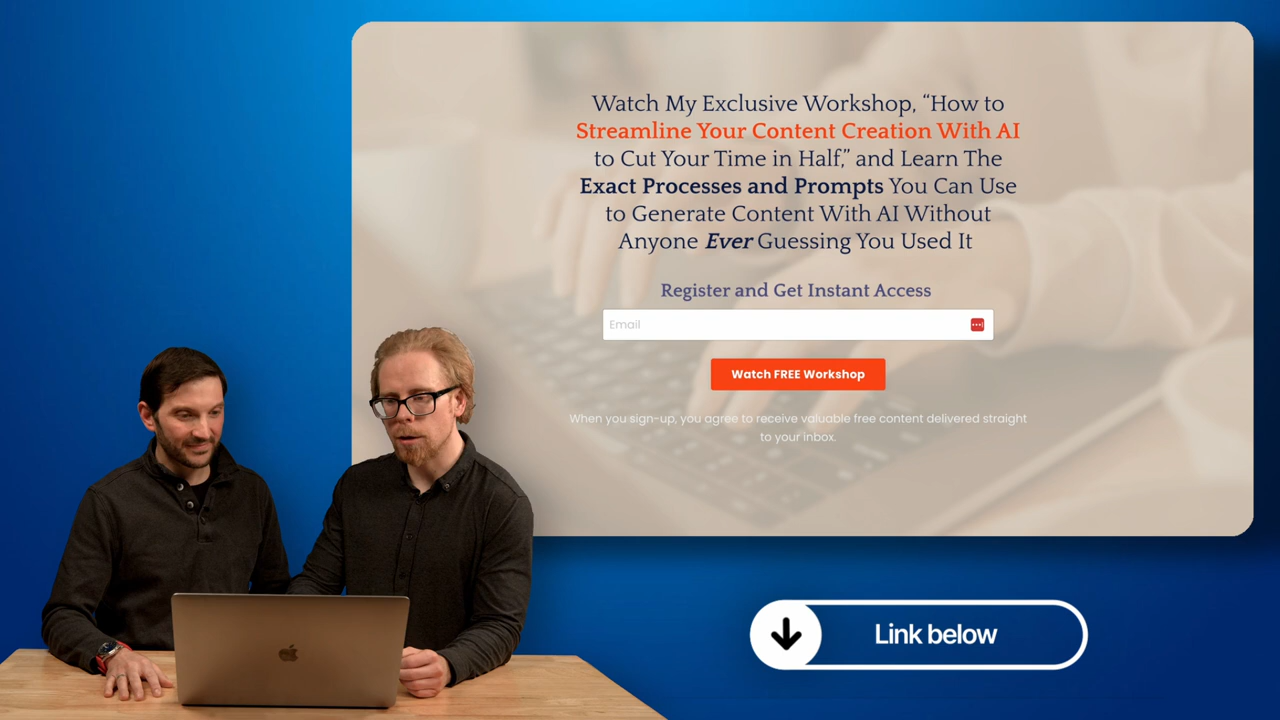 Watch My Exclusive Workshop, “How to
Streamline Your Content Creation With AI
to Cut Your Time in Half,” and Learn The
Exact Processes and Prompts You Can Use
to Generate Content With AI Without
Anyone Ever Guessing You Used It
Register and Get Instant Access
Email
Watch FREE Workshop
When you sign-up, you agree to receive valuable free content delivered straight
to your inbox.
Link below